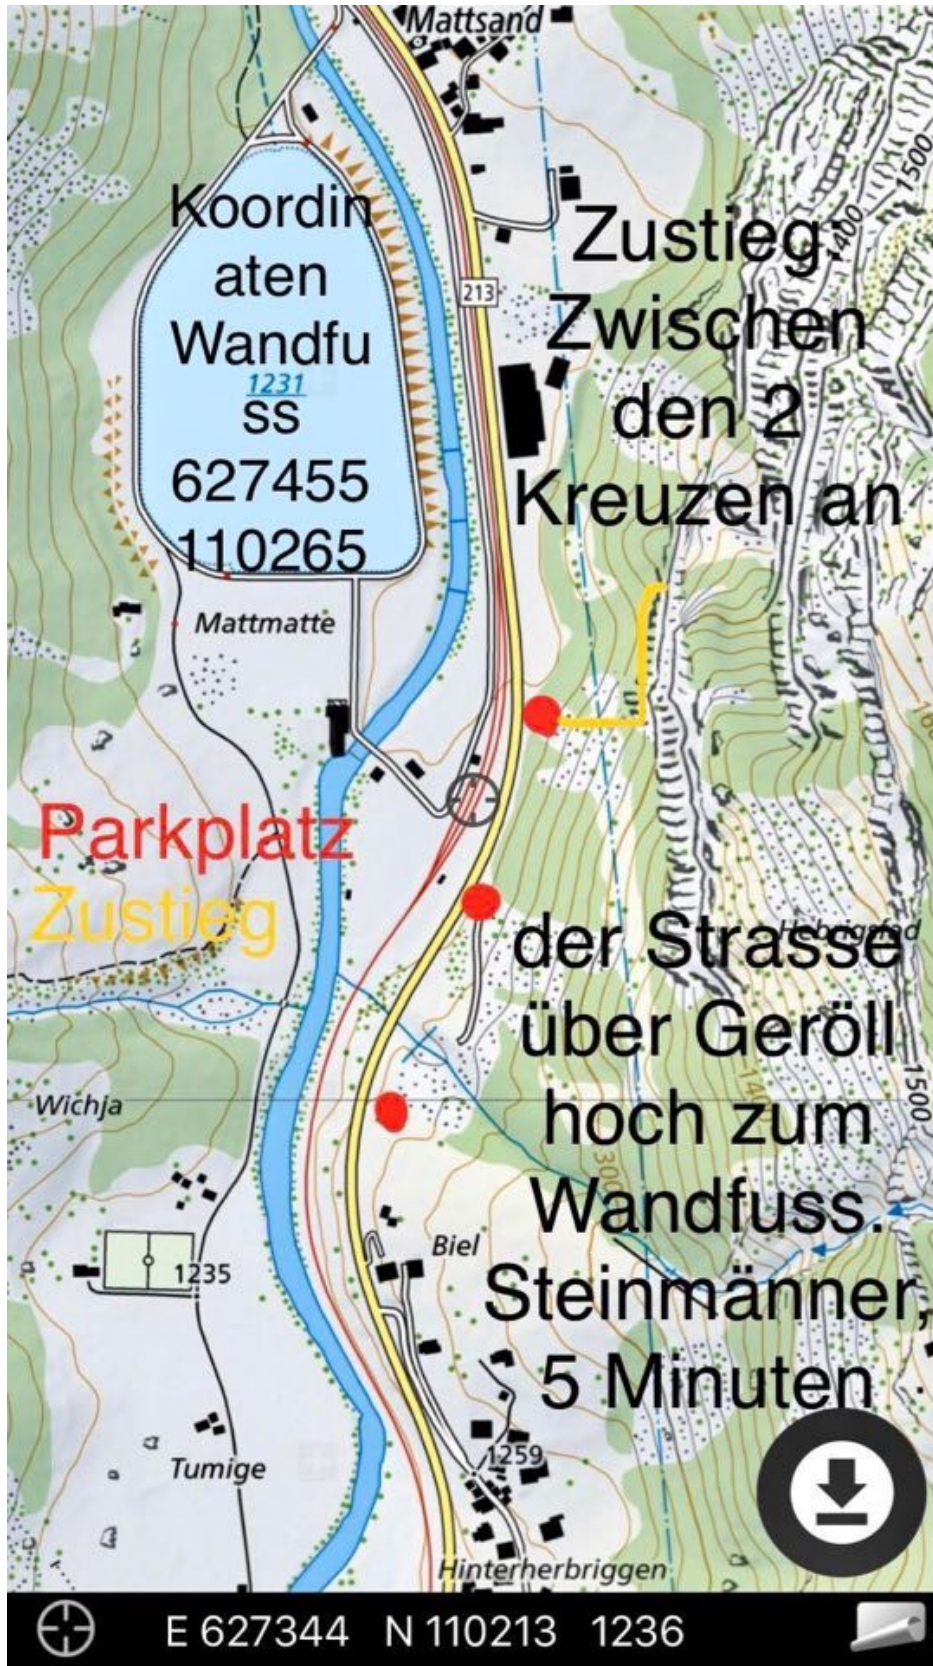 Mattsand
1500
Koordin
aten
Wandfu
1231
ss
627455
110265
1400
Zustieg:
213
Zwischen
den 2
Kreuzen an
Mattmatte
Parkplatz
Zustieg
der Strasse
über Geröll
hoch zum
Wandfuss.
Steinmänner,
5 Minuten
1500
Wichja
Biel
1235
1259
Tumige
Hinterherbriggen
E 627344 N 110213 1236